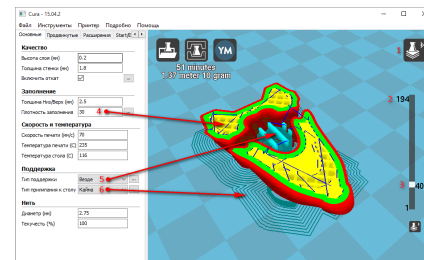 Cura - 15.04.2
Файл Инструменты Принтер Подробно Помощь
Основные Продвинутые Расширения Start/E
Качество
Высота слоя (мм) 0.2
Толщина стенки (мм) 1.8
Включить откат
Заполнение
Толщина Низ/Верх (мм) 2.5
Плотность заполнения 30
Скорость и температура
Скорость печати (мм/с) 70
Температура печати (C) 235
Температура стола (C) 116
Поддержка
Тип поддержки Везде
Тип прилипания к столу Кайма
Нить
Диаметр (мм) 2.75
Текучесть (%) 100
YM
51 minutes
1.37 meter 10 gram
1
2 194
3 40
1
4
5
6